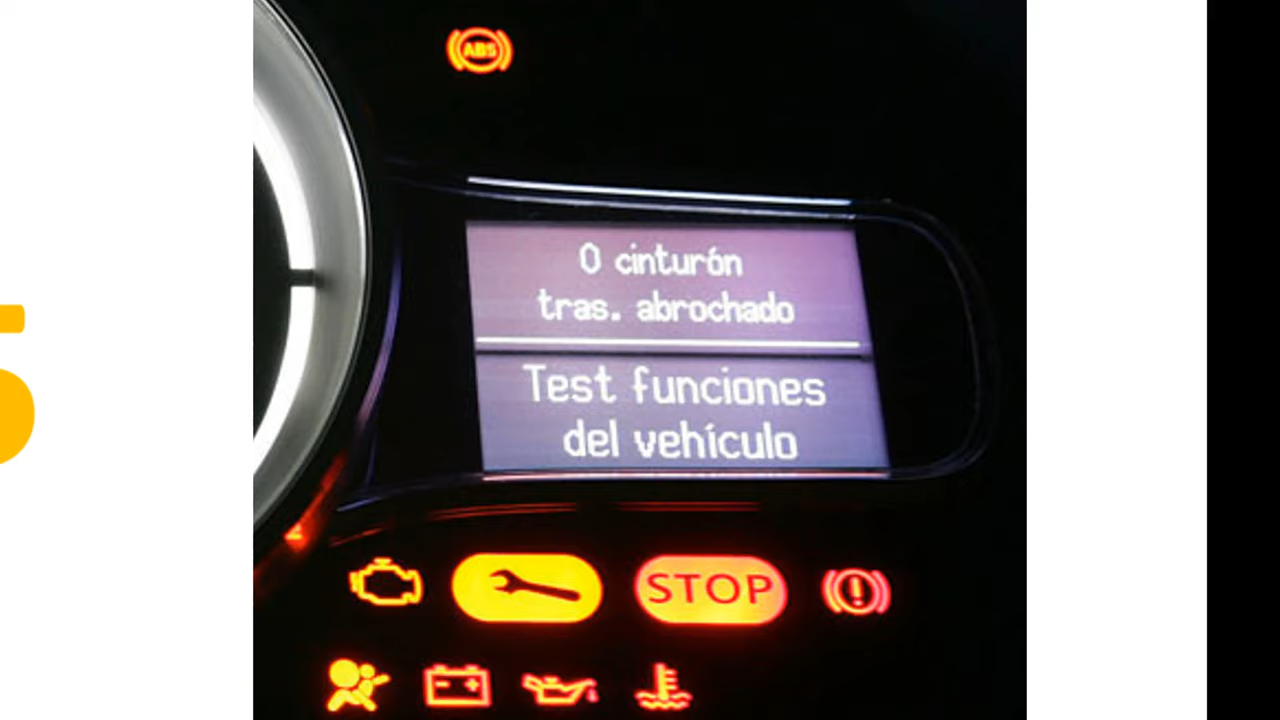 ABS
0 cinturón
tras. abrochado
Test funciones
del vehículo
STOP